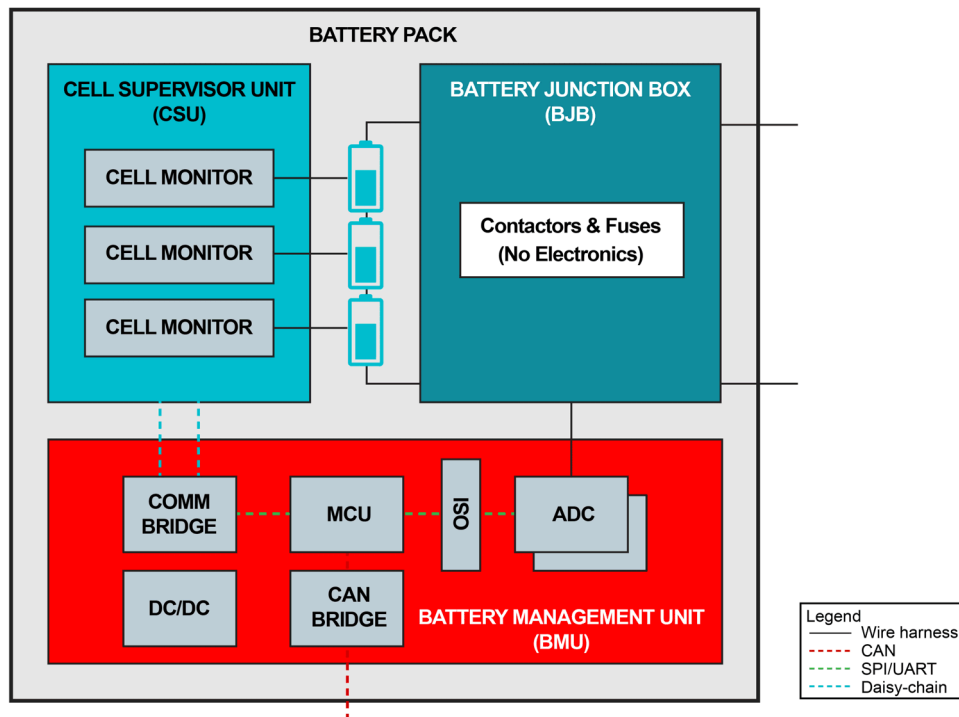 BATTERY PACK
CELL SUPERVISOR UNIT
(CSU)
CELL MONITOR
CELL MONITOR
CELL MONITOR
BATTERY JUNCTION BOX
(BJB)
Contactors & Fuses
(No Electronics)
COMM
BRIDGE
MCU
OSI
ADC
DC/DC
CAN
BRIDGE
BATTERY MANAGEMENT UNIT
(BMU)
Legend
Wire harness
CAN
SPI/UART
Daisy-chain